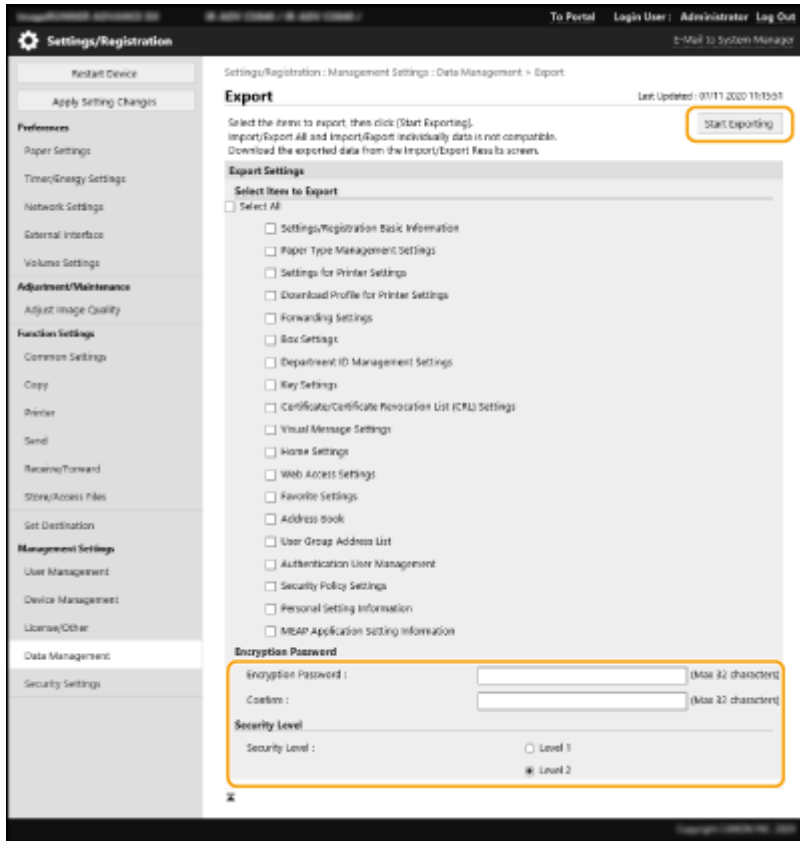 To Portal Login User : Administrator Log Out
Settings/Registration
E-Mail to System Manager
Restart Device
Apply Setting Changes
Preferences
Paper Settings
Timer/Energy Settings
Network Settings
External Interface
Volume Settings
Adjustment/Maintenance
Adjust Image Quality
Function Settings
Common Settings
Copy
Printer
Send
Receive/Forward
Store/Access Files
Set Destination
Management Settings
User Management
Device Management
License/Other
Data Management
Security Settings
Settings/Registration : Management Settings : Data Management > Export
Export
Last Updated : 01/11 2020 11:15:51
Select the items to export, then click [Start Exporting].
Import/Export All and Import/Export Individually data is not compatible.
Download the exported data from the Import/Export Results screen.
Start Exporting
Export Settings
Select Item to Export
Select All
Settings/Registration Basic Information
Paper Type Management Settings
Settings for Printer Settings
Download Profile for Printer Settings
Forwarding Settings
Box Settings
Department ID Management Settings
Key Settings
Certificate/Certificate Revocation List (CRL) Settings
Visual Message Settings
Home Settings
Web Access Settings
Favorite Settings
Address Book
User Group Address List
Authentication User Management
Security Policy Settings
Personal Setting Information
MEAP Application Setting Information
Encryption Password
Encryption Password : (Max 32 characters)
Confirm : (Max 32 characters)
Security Level
Security Level : Level 1
Level 2